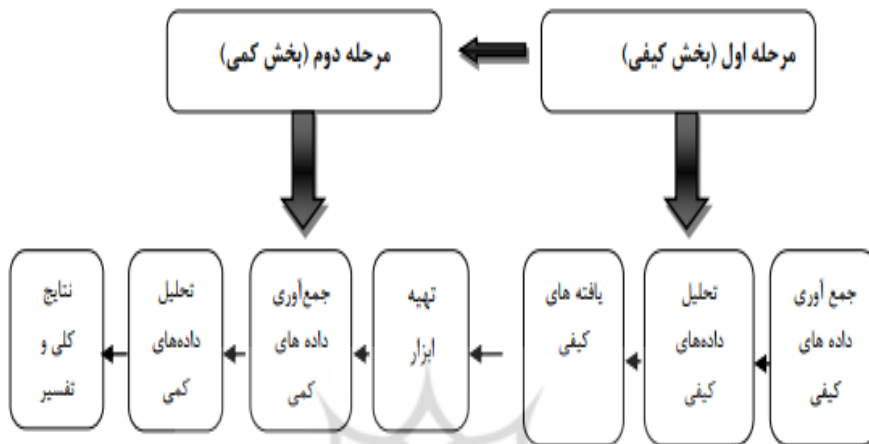 مرحله اول (بخش کیفی)
مرحله دوم (بخش کمی)
جمع آوری
داده های
کیفی
تحلیل
داده‌های
کیفی
یافته های
کیفی
تهیه
ابزار
جمع‌آوری
داده های
کمی
تحلیل
داده‌های
کمی
نتایج
کلی و
تفسیر